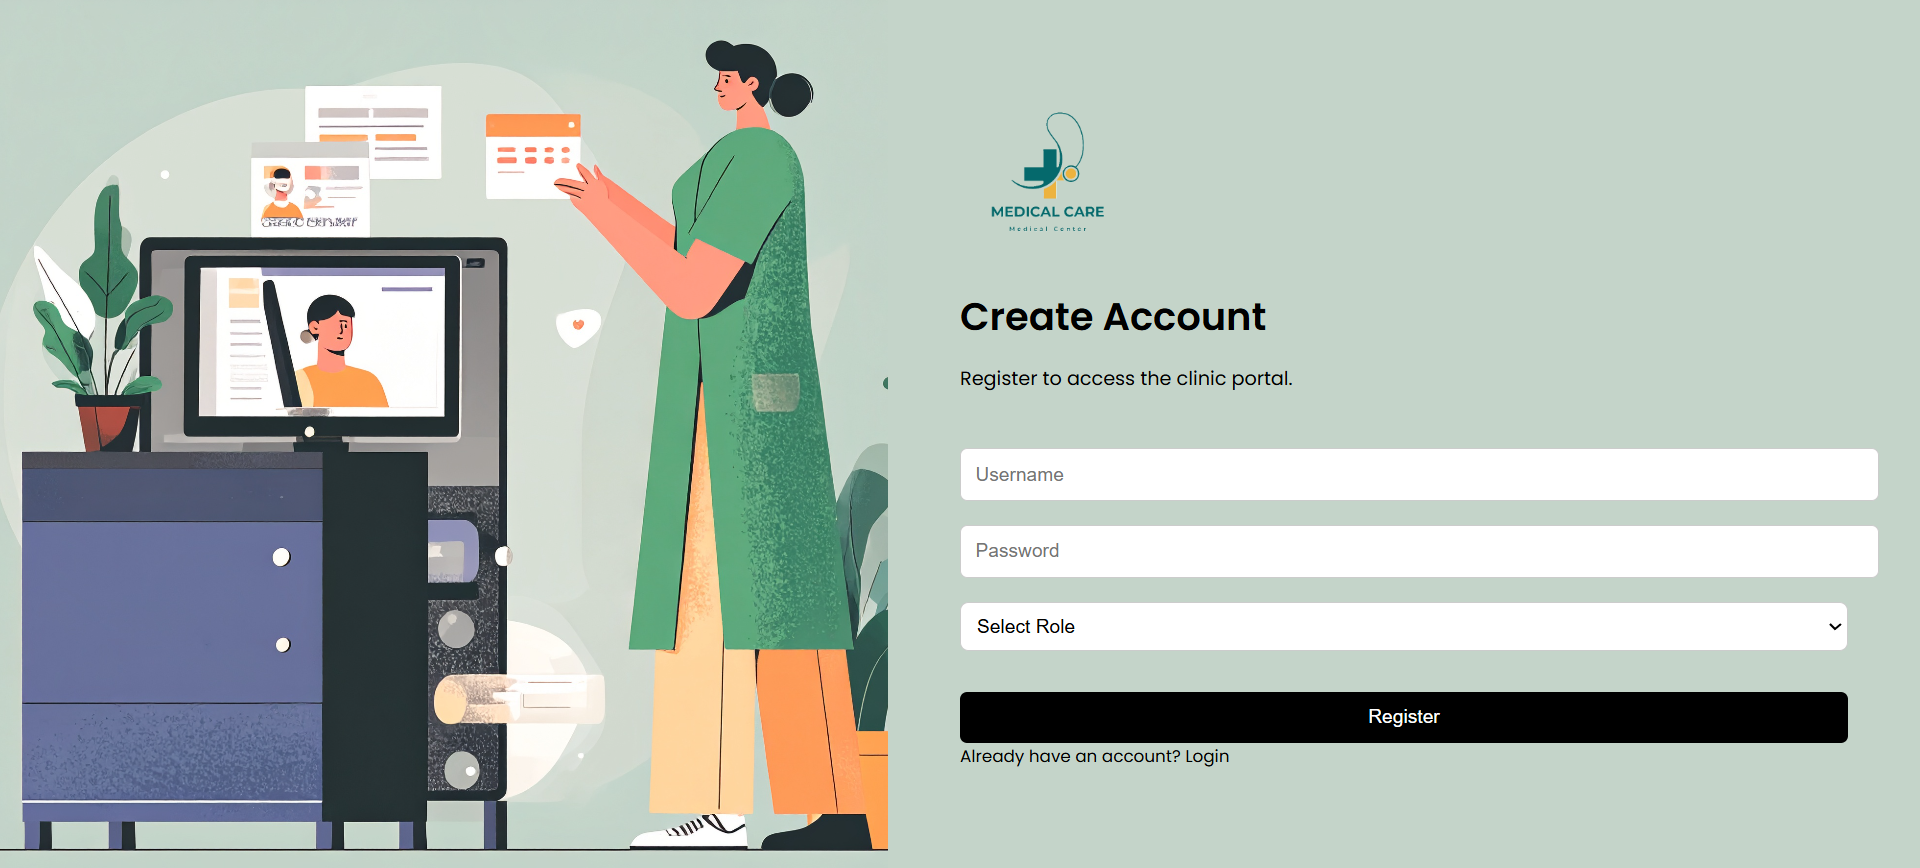 MEDICAL CARE
Medical Center
Create Account
Register to access the clinic portal.
Username
Password
Select Role
Register
Already have an account? Login